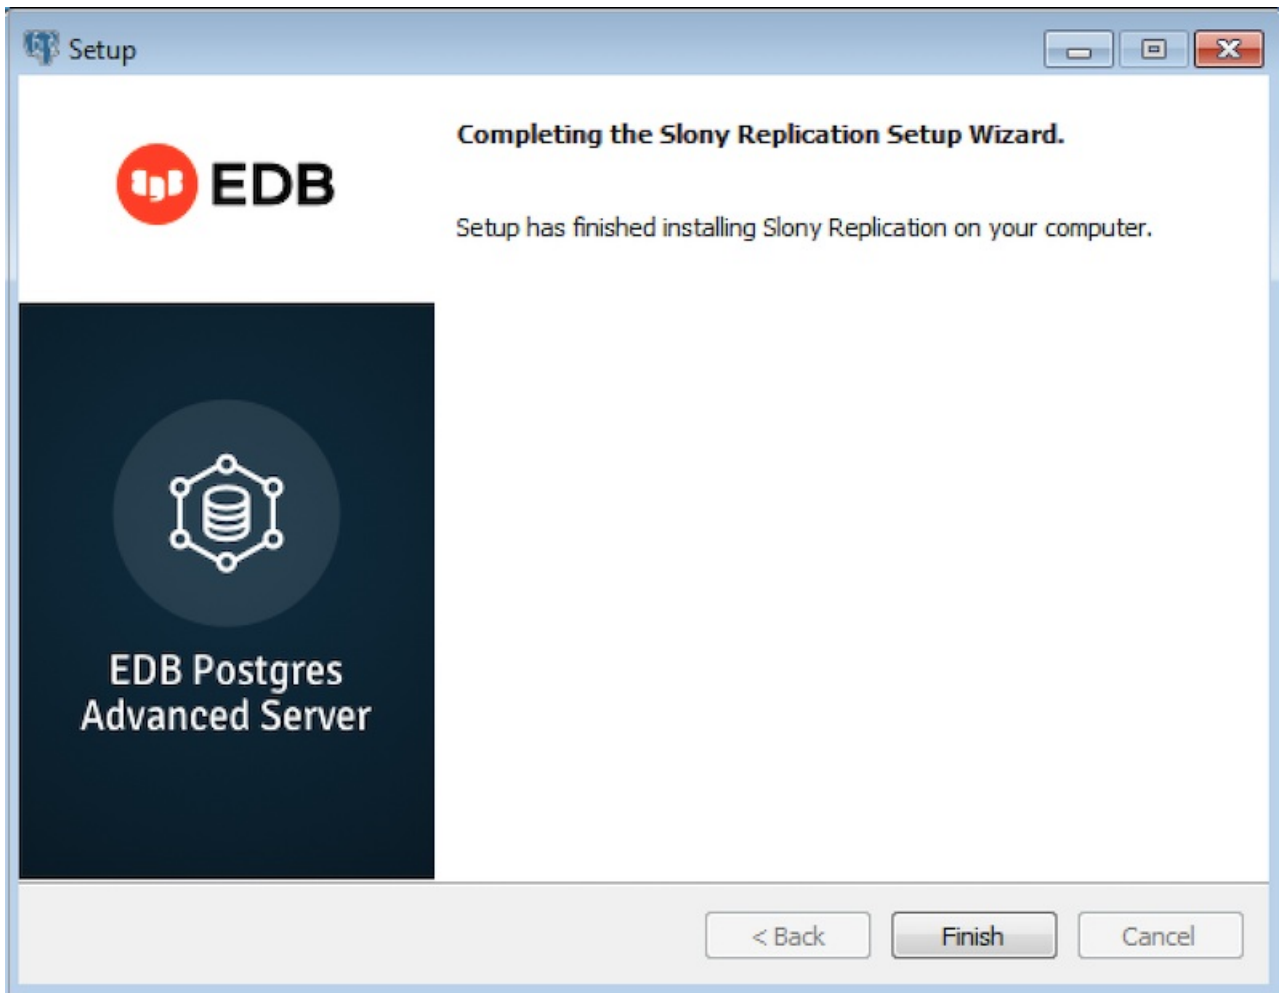 Setup
EDB
Completing the Slony Replication Setup Wizard.
Setup has finished installing Slony Replication on your computer.
EDB Postgres
Advanced Server
< Back
Finish
Cancel